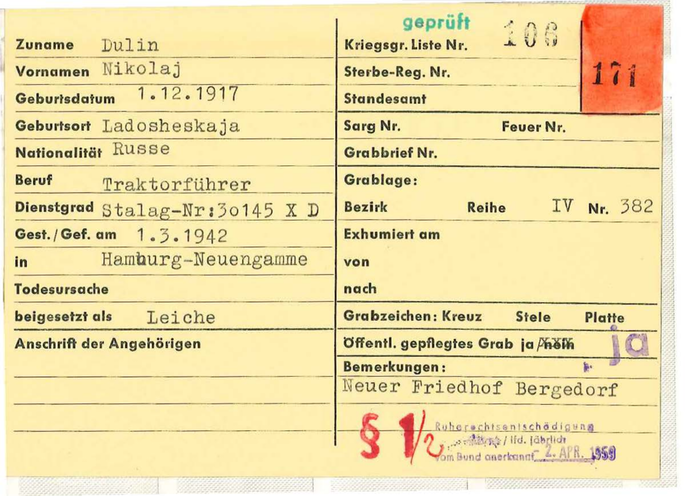 geprüft
106
171
Zuname Dulin
Vornamen Nikolaj
Geburtsdatum 1.12.1917
Geburtsort Ladosheskaja
Nationalität Russe
Beruf Traktorführer
Dienstgrad Stalag-Nr:30145 X D
Gest./Gef. am 1.3.1942
in Hamburg-Neuengamme
Todesursache
beigesetzt als Leiche
Anschrift der Angehörigen
Kriegsgr. Liste Nr.
Sterbe-Reg. Nr.
Standesamt
Sarg Nr. Feuer Nr.
Grabbrief Nr.
Grablage:
Bezirk Reihe IV Nr. 382
Exhumiert am
von
nach
Grabzeichen: Kreuz Stele Platte
Öffentl. gepflegtes Grab ja/nein ja
Bemerkungen:
Neuer Friedhof Bergedorf
§ 1/2
Ruherechtsentschädigung
/ lfd. jährlich
vom Bund anerkannt 2. APR. 1959